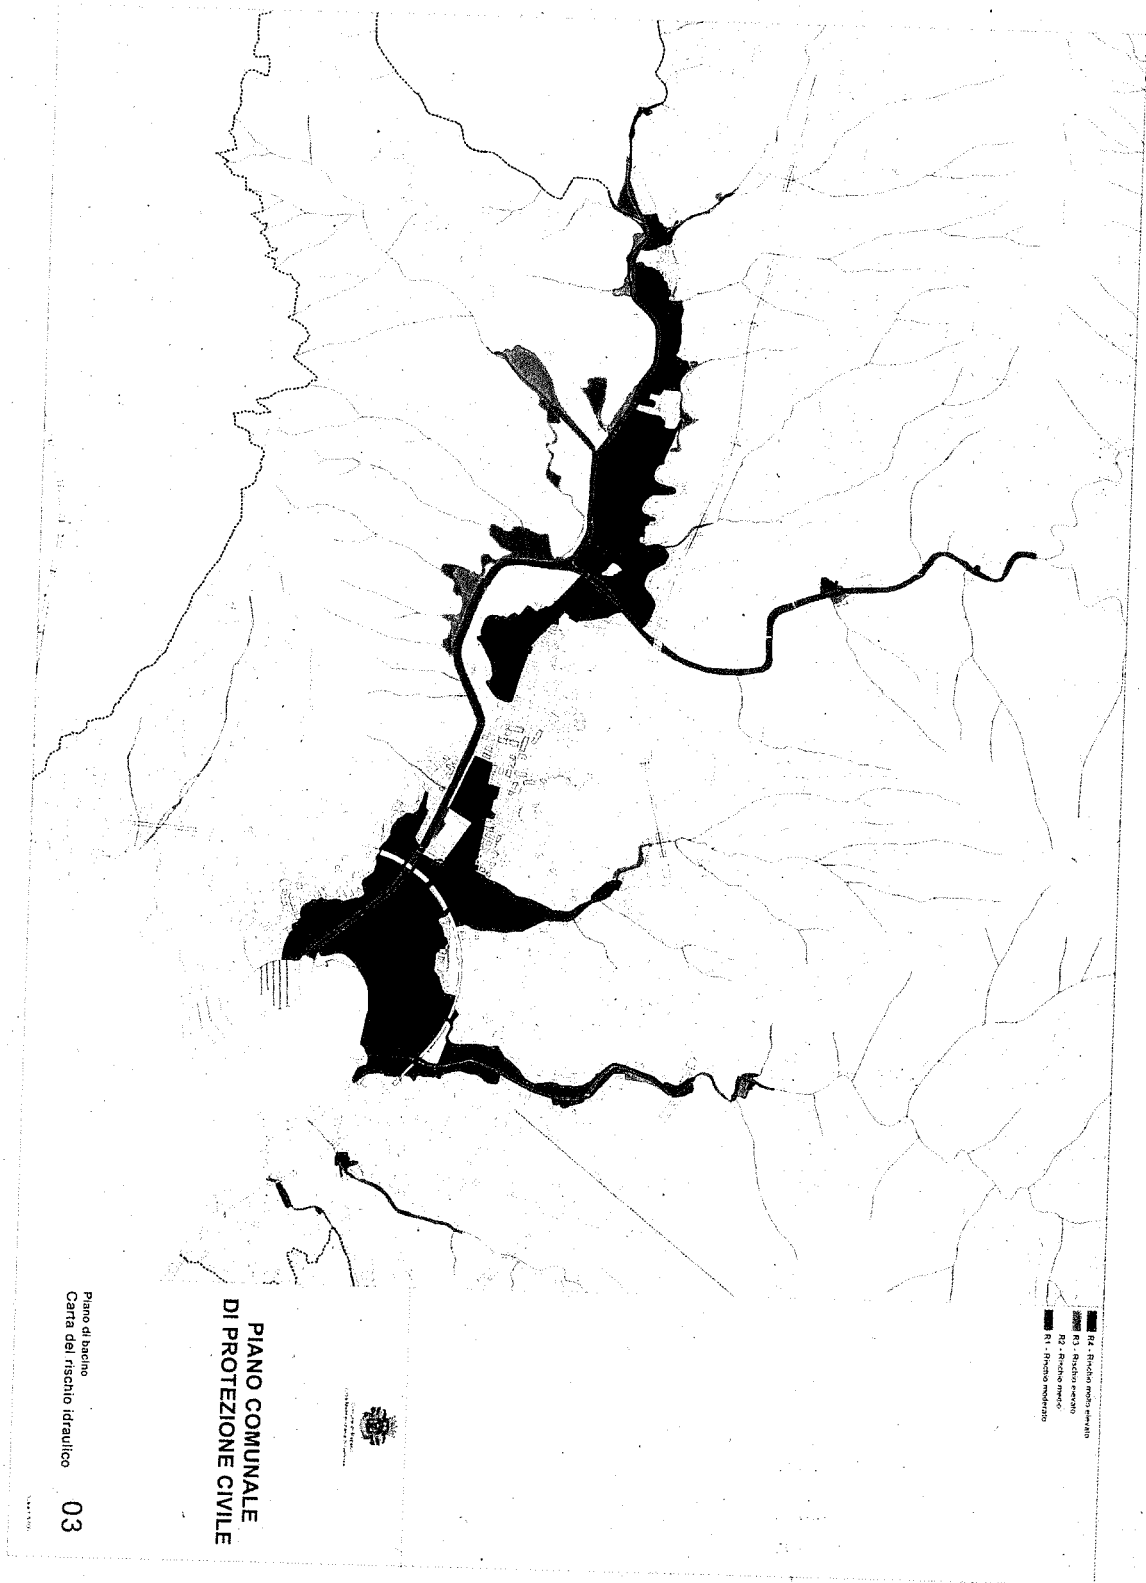 R4 - Rischio molto elevato
R3 - Rischio elevato
R2 - Rischio medio
R1 - Rischio moderato
PIANO COMUNALE
DI PROTEZIONE CIVILE
Piano di bacino
Carta del rischio idraulico
03